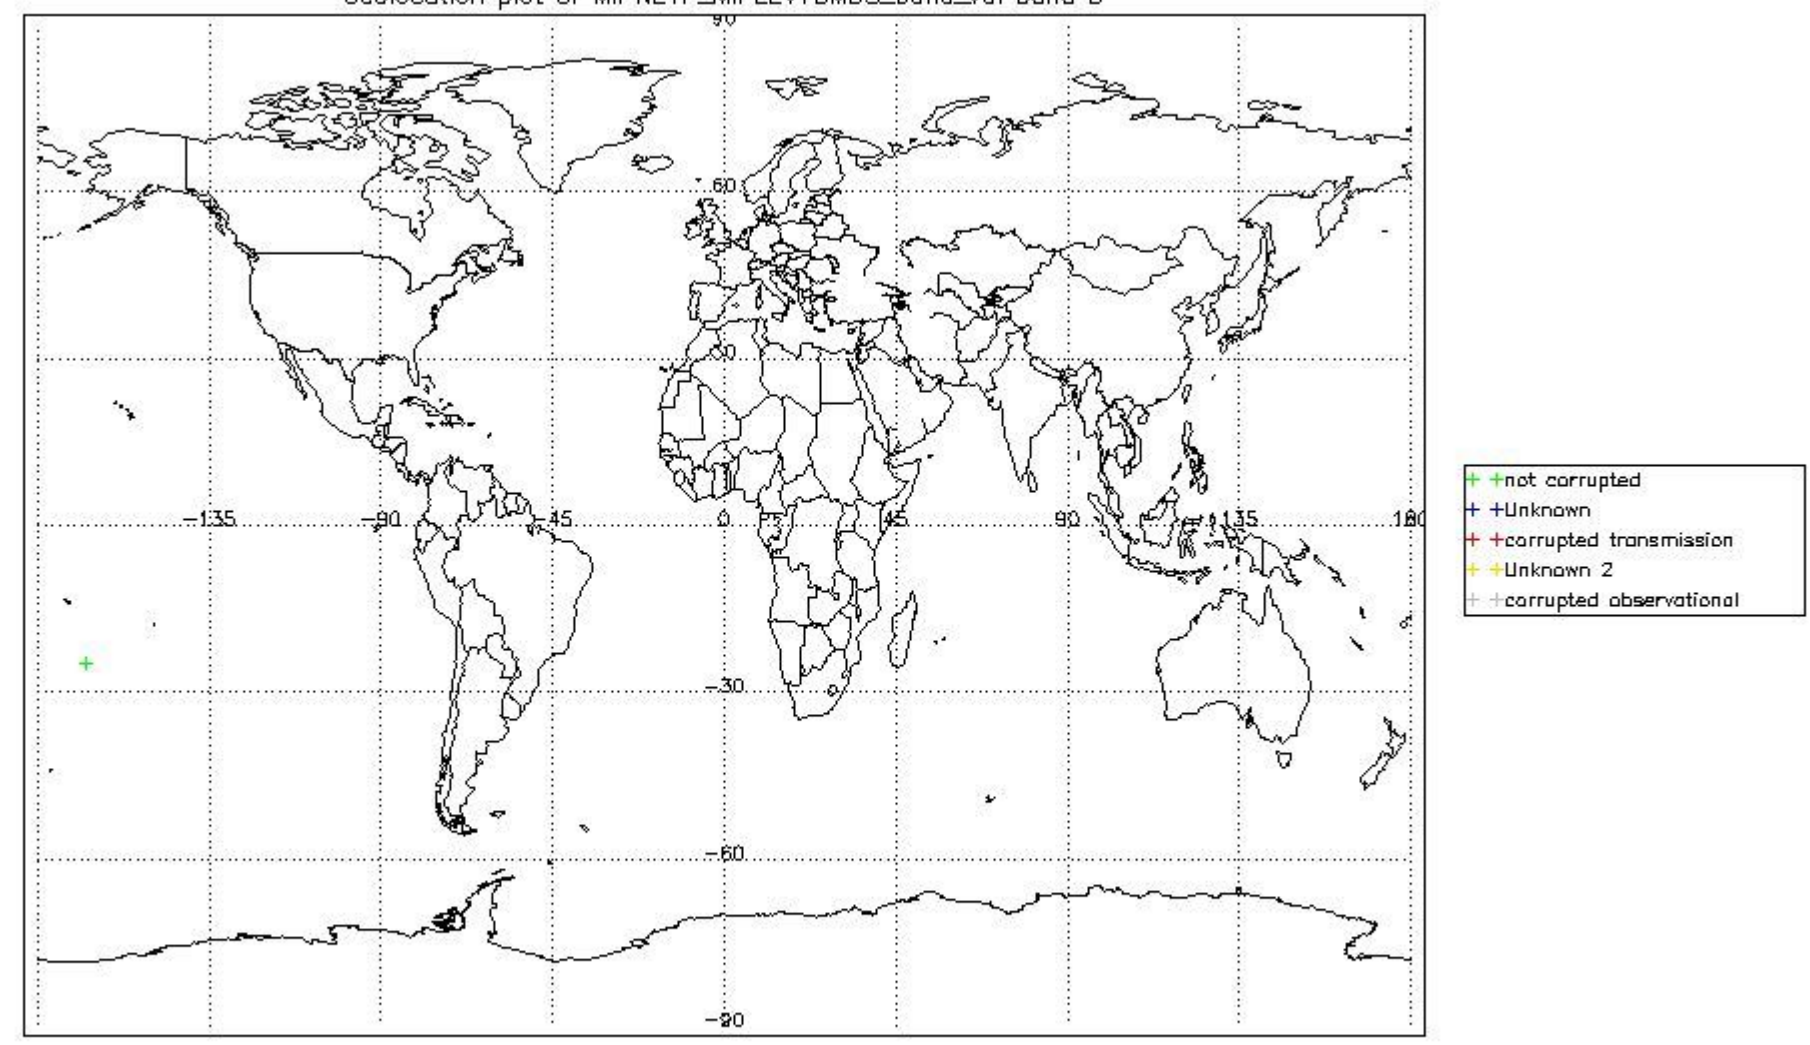 90
60
30
-135 -90 -45 0 45 90 135 180
-30
-60
-90
+ +not corrupted
+ +Unknown
+ +corrupted transmission
+ +Unknown 2
+ +corrupted observational